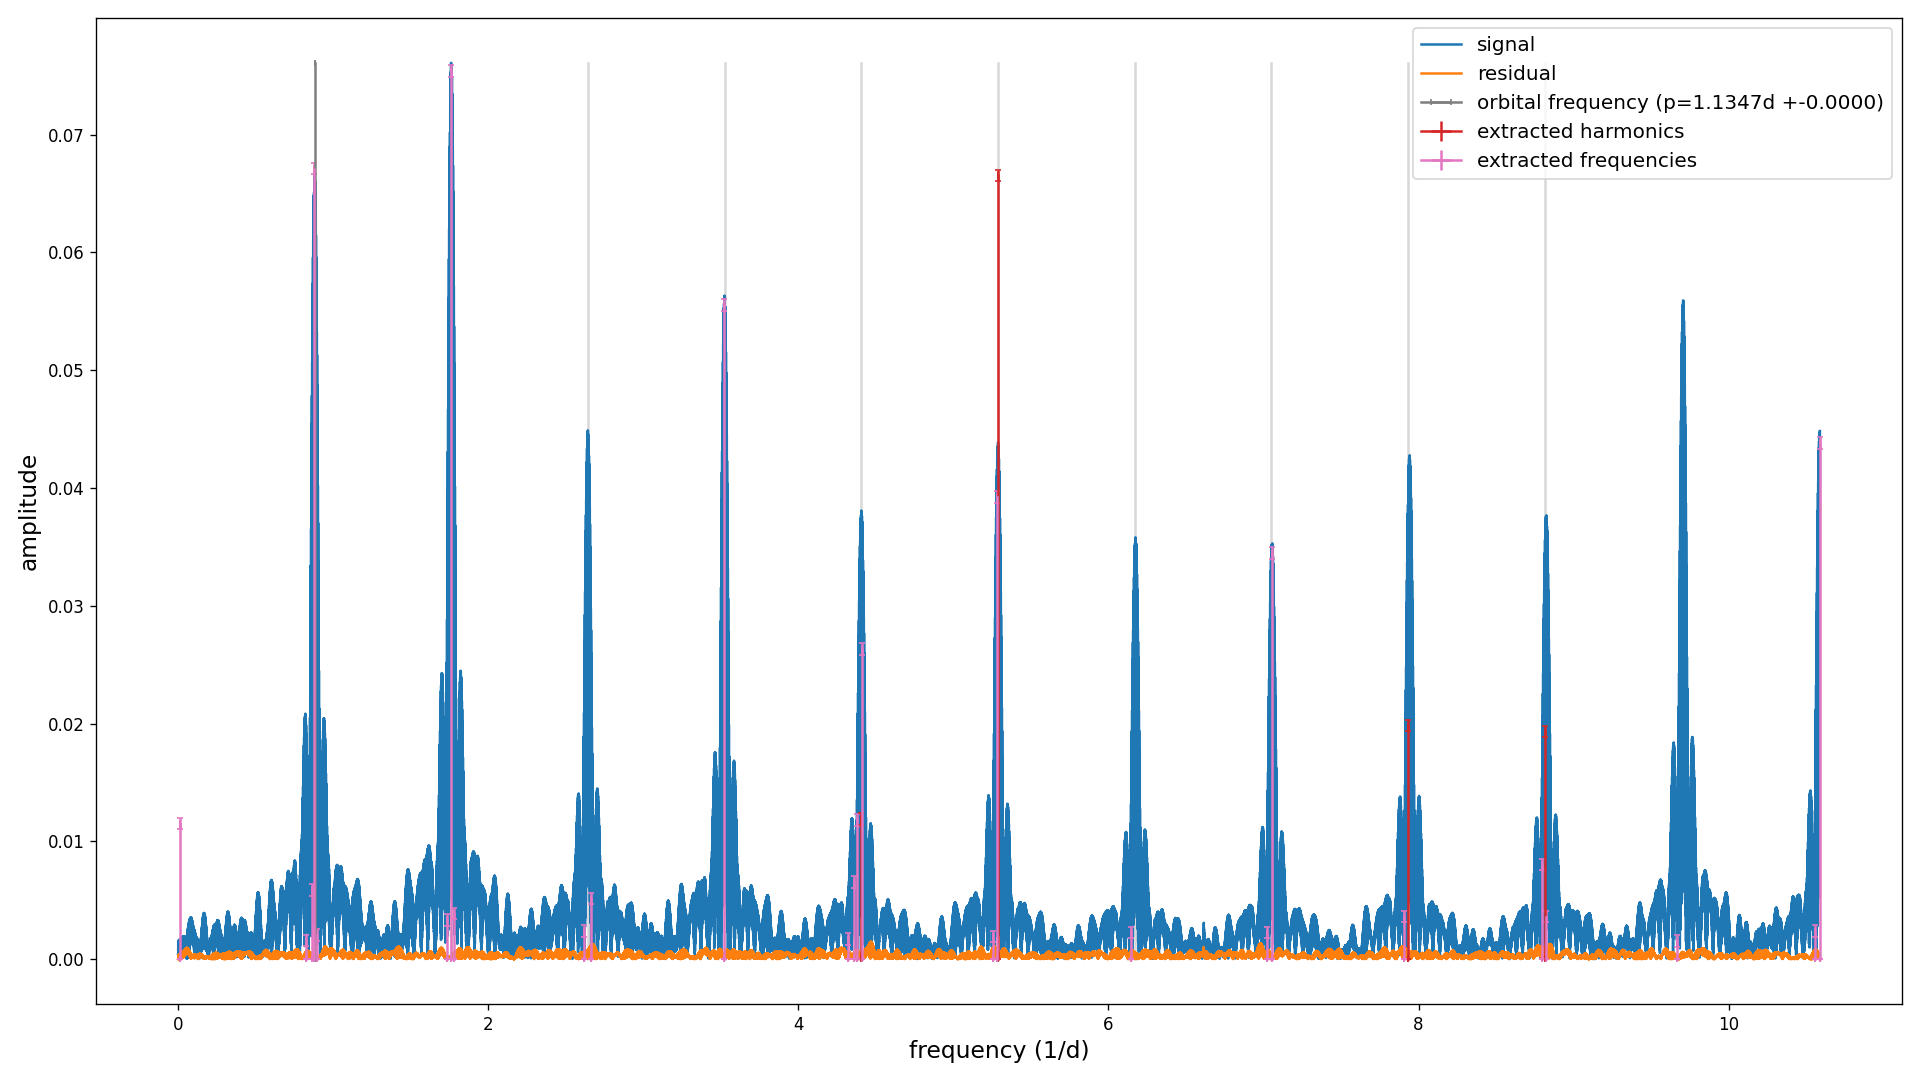 signal
residual
orbital frequency (p=1.1347d +-0.0000)
extracted harmonics
extracted frequencies
0.07
0.06
0.05
0.04
0.03
0.02
0.01
0.00
amplitude
0
2
4
6
8
10
frequency (1/d)